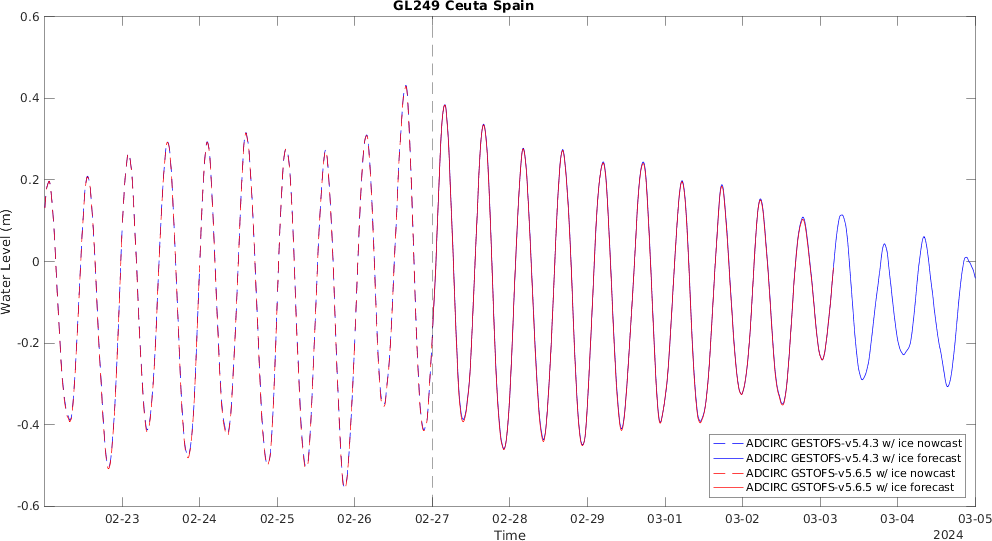 GL249 Ceuta Spain
0.6
0.4
0.2
0
-0.2
-0.4
-0.6
Water Level (m)
02-23 02-24 02-25 02-26 02-27 02-28 02-29 03-01 03-02 03-03 03-04 03-05
Time
2024
ADCIRC GESTOFS-v5.4.3 w/ ice nowcast
ADCIRC GESTOFS-v5.4.3 w/ ice forecast
ADCIRC GSTOFS-v5.6.5 w/ ice nowcast
ADCIRC GSTOFS-v5.6.5 w/ ice forecast